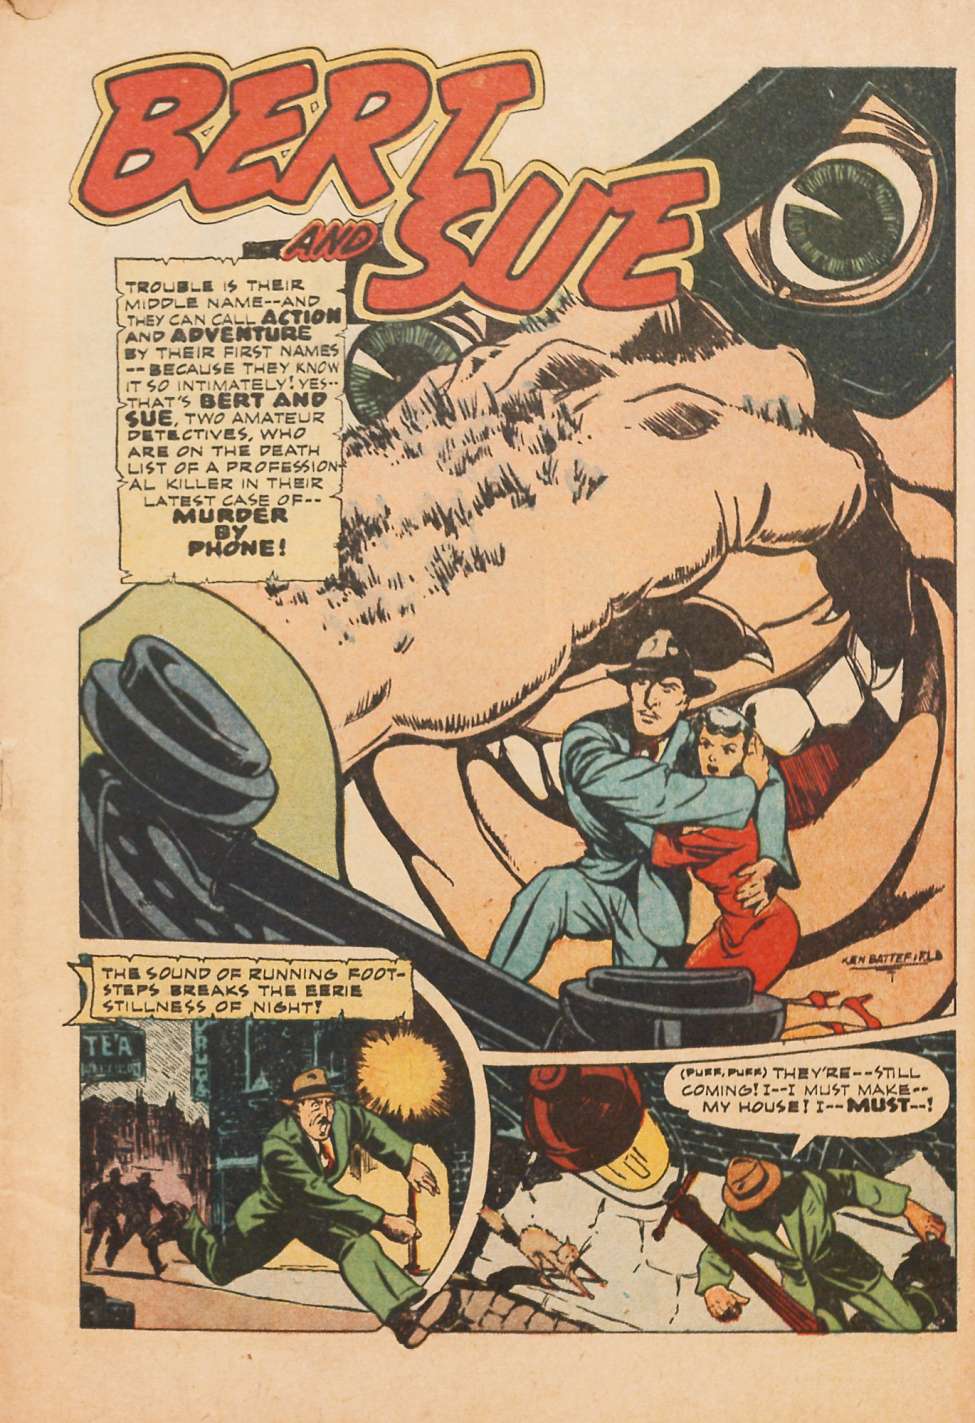 BERT
AND
SUE
TROUBLE IS THEIR
MIDDLE NAME--AND
THEY CAN CALL ACTION
AND ADVENTURE
BY THEIR FIRST NAMES
--BECAUSE THEY KNOW
IT SO INTIMATELY! YES--
THAT'S BERT AND
SUE, TWO AMATEUR
DETECTIVES, WHO
ARE ON THE DEATH
LIST OF A PROFESSION-
AL KILLER IN THEIR
LATEST CASE OF--
MURDER
BY
PHONE!
KEN BATTEFIELD
THE SOUND OF RUNNING FOOT-
STEPS BREAKS THE EERIE
STILLNESS OF NIGHT!
TEA
DRUGS
(PUFF, PUFF) THEY'RE--STILL
COMING! I--I MUST MAKE--
MY HOUSE! I--MUST--!